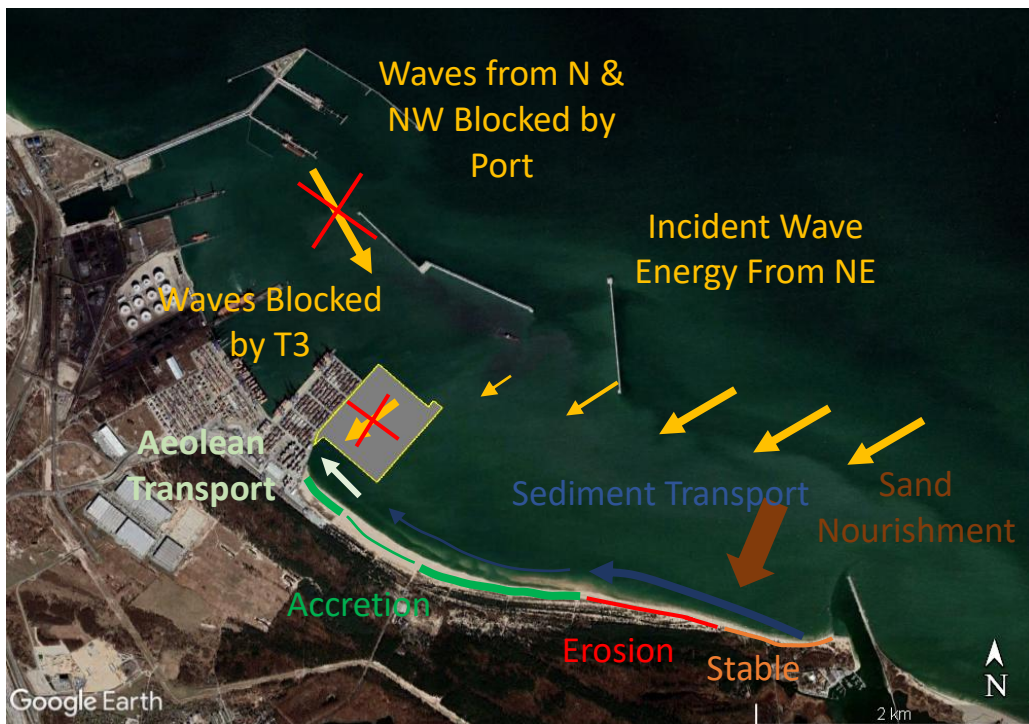 Waves from N &
NW Blocked by
Port
Incident Wave
Energy From NE
Waves Blocked
by T3
Aeolean
Transport
Sediment Transport
Sand
Nourishment
Accretion
Erosion
Stable
N
Google Earth
2 km